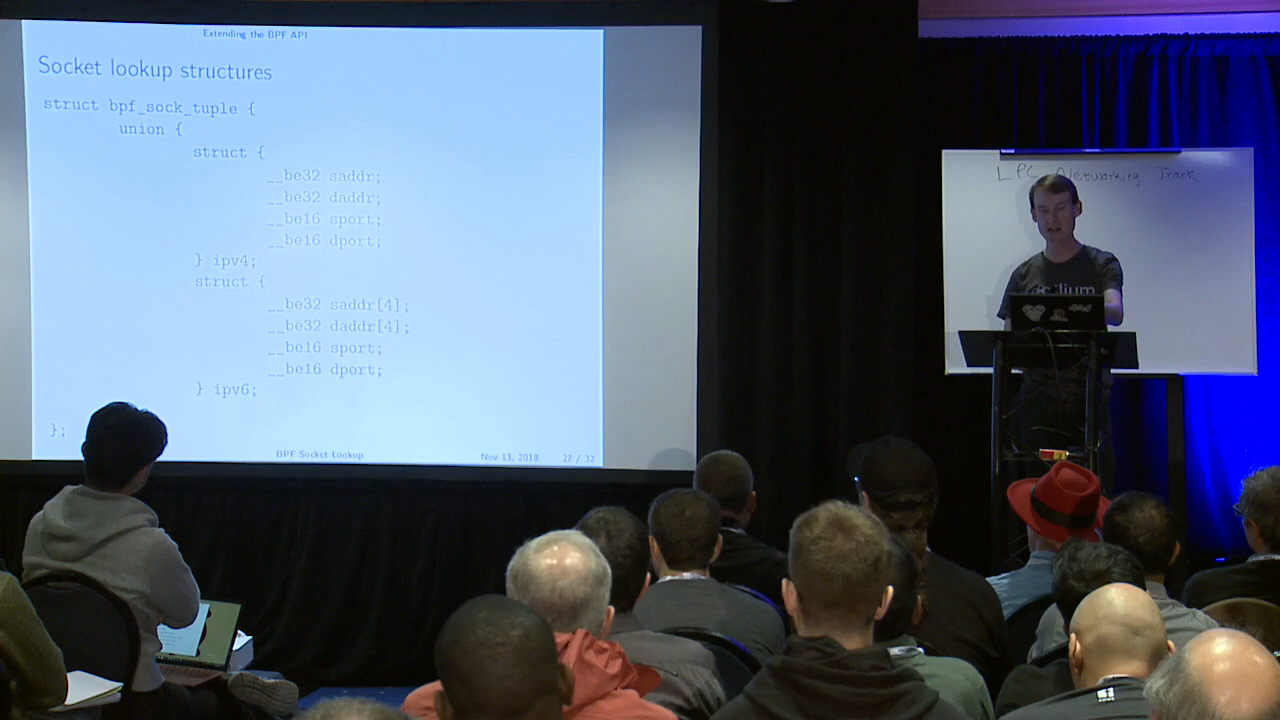 Extending the BPF API
Socket lookup structures
struct bpf_sock_tuple {
union {
struct {
__be32 saddr;
__be32 daddr;
__be16 sport;
__be16 dport;
} ipv4;
struct {
__be32 saddr[4];
__be32 daddr[4];
__be16 sport;
__be16 dport;
} ipv6;
};
BPF Socket Lookup
Nov 13, 2018
27 / 32
LPC Networking Track